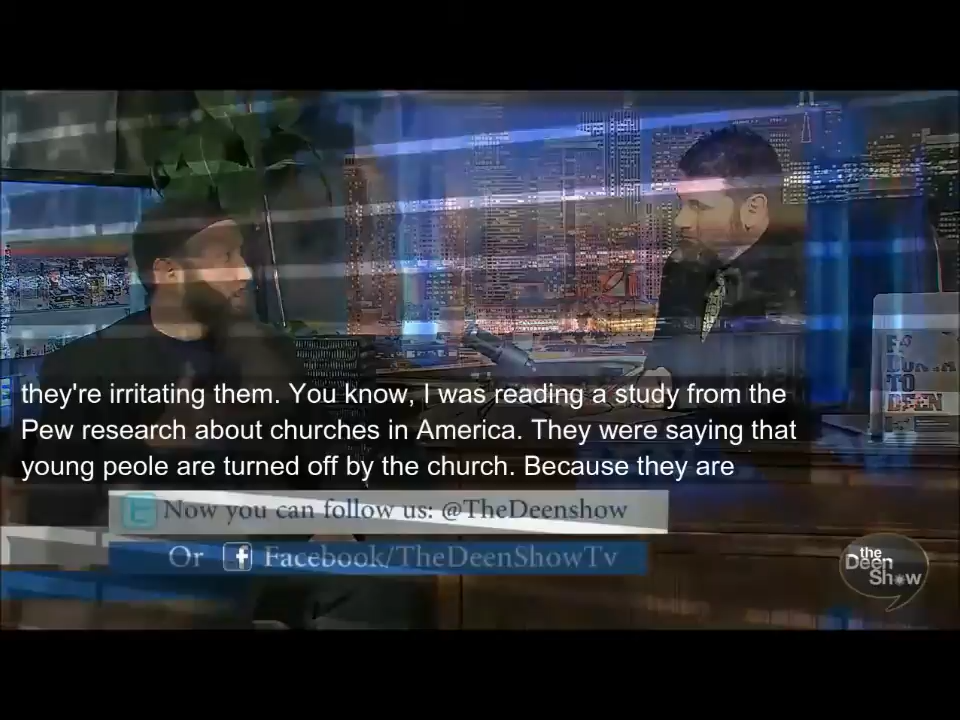 they're irritating them. You know, I was reading a study from the
Pew research about churches in America. They were saying that
young peole are turned off by the church. Because they are
Now you can follow us: @TheDeenshow
Or f Facebook/TheDeenShowTv
the
Deen
Show
TO
DEEN